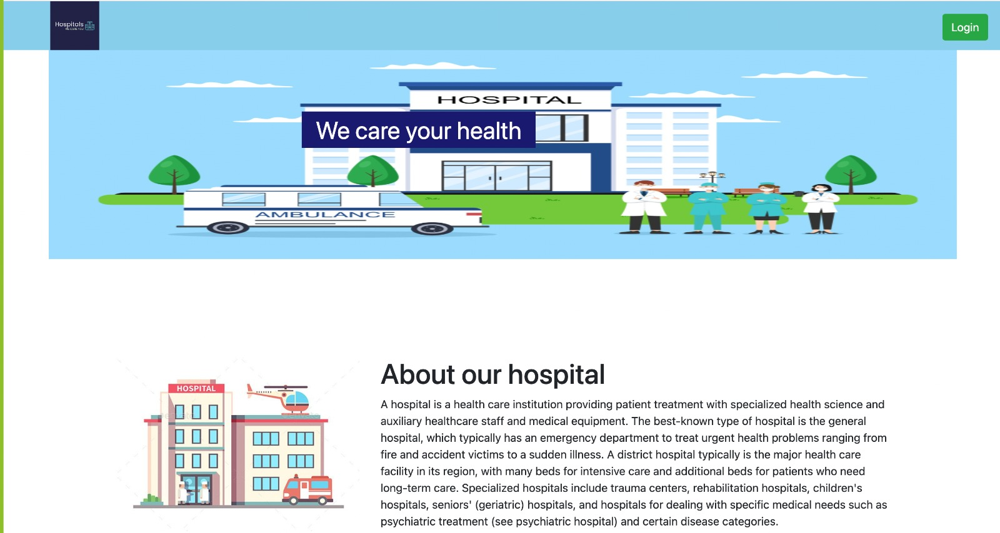 Hospitals
WE CARE YOU
Login
HOSPITAL
We care your health
AMBULANCE
HOSPITAL
About our hospital
A hospital is a health care institution providing patient treatment with specialized health science and
auxiliary healthcare staff and medical equipment. The best-known type of hospital is the general
hospital, which typically has an emergency department to treat urgent health problems ranging from
fire and accident victims to a sudden illness. A district hospital typically is the major health care
facility in its region, with many beds for intensive care and additional beds for patients who need
long-term care. Specialized hospitals include trauma centers, rehabilitation hospitals, children's
hospitals, seniors' (geriatric) hospitals, and hospitals for dealing with specific medical needs such as
psychiatric treatment (see psychiatric hospital) and certain disease categories.